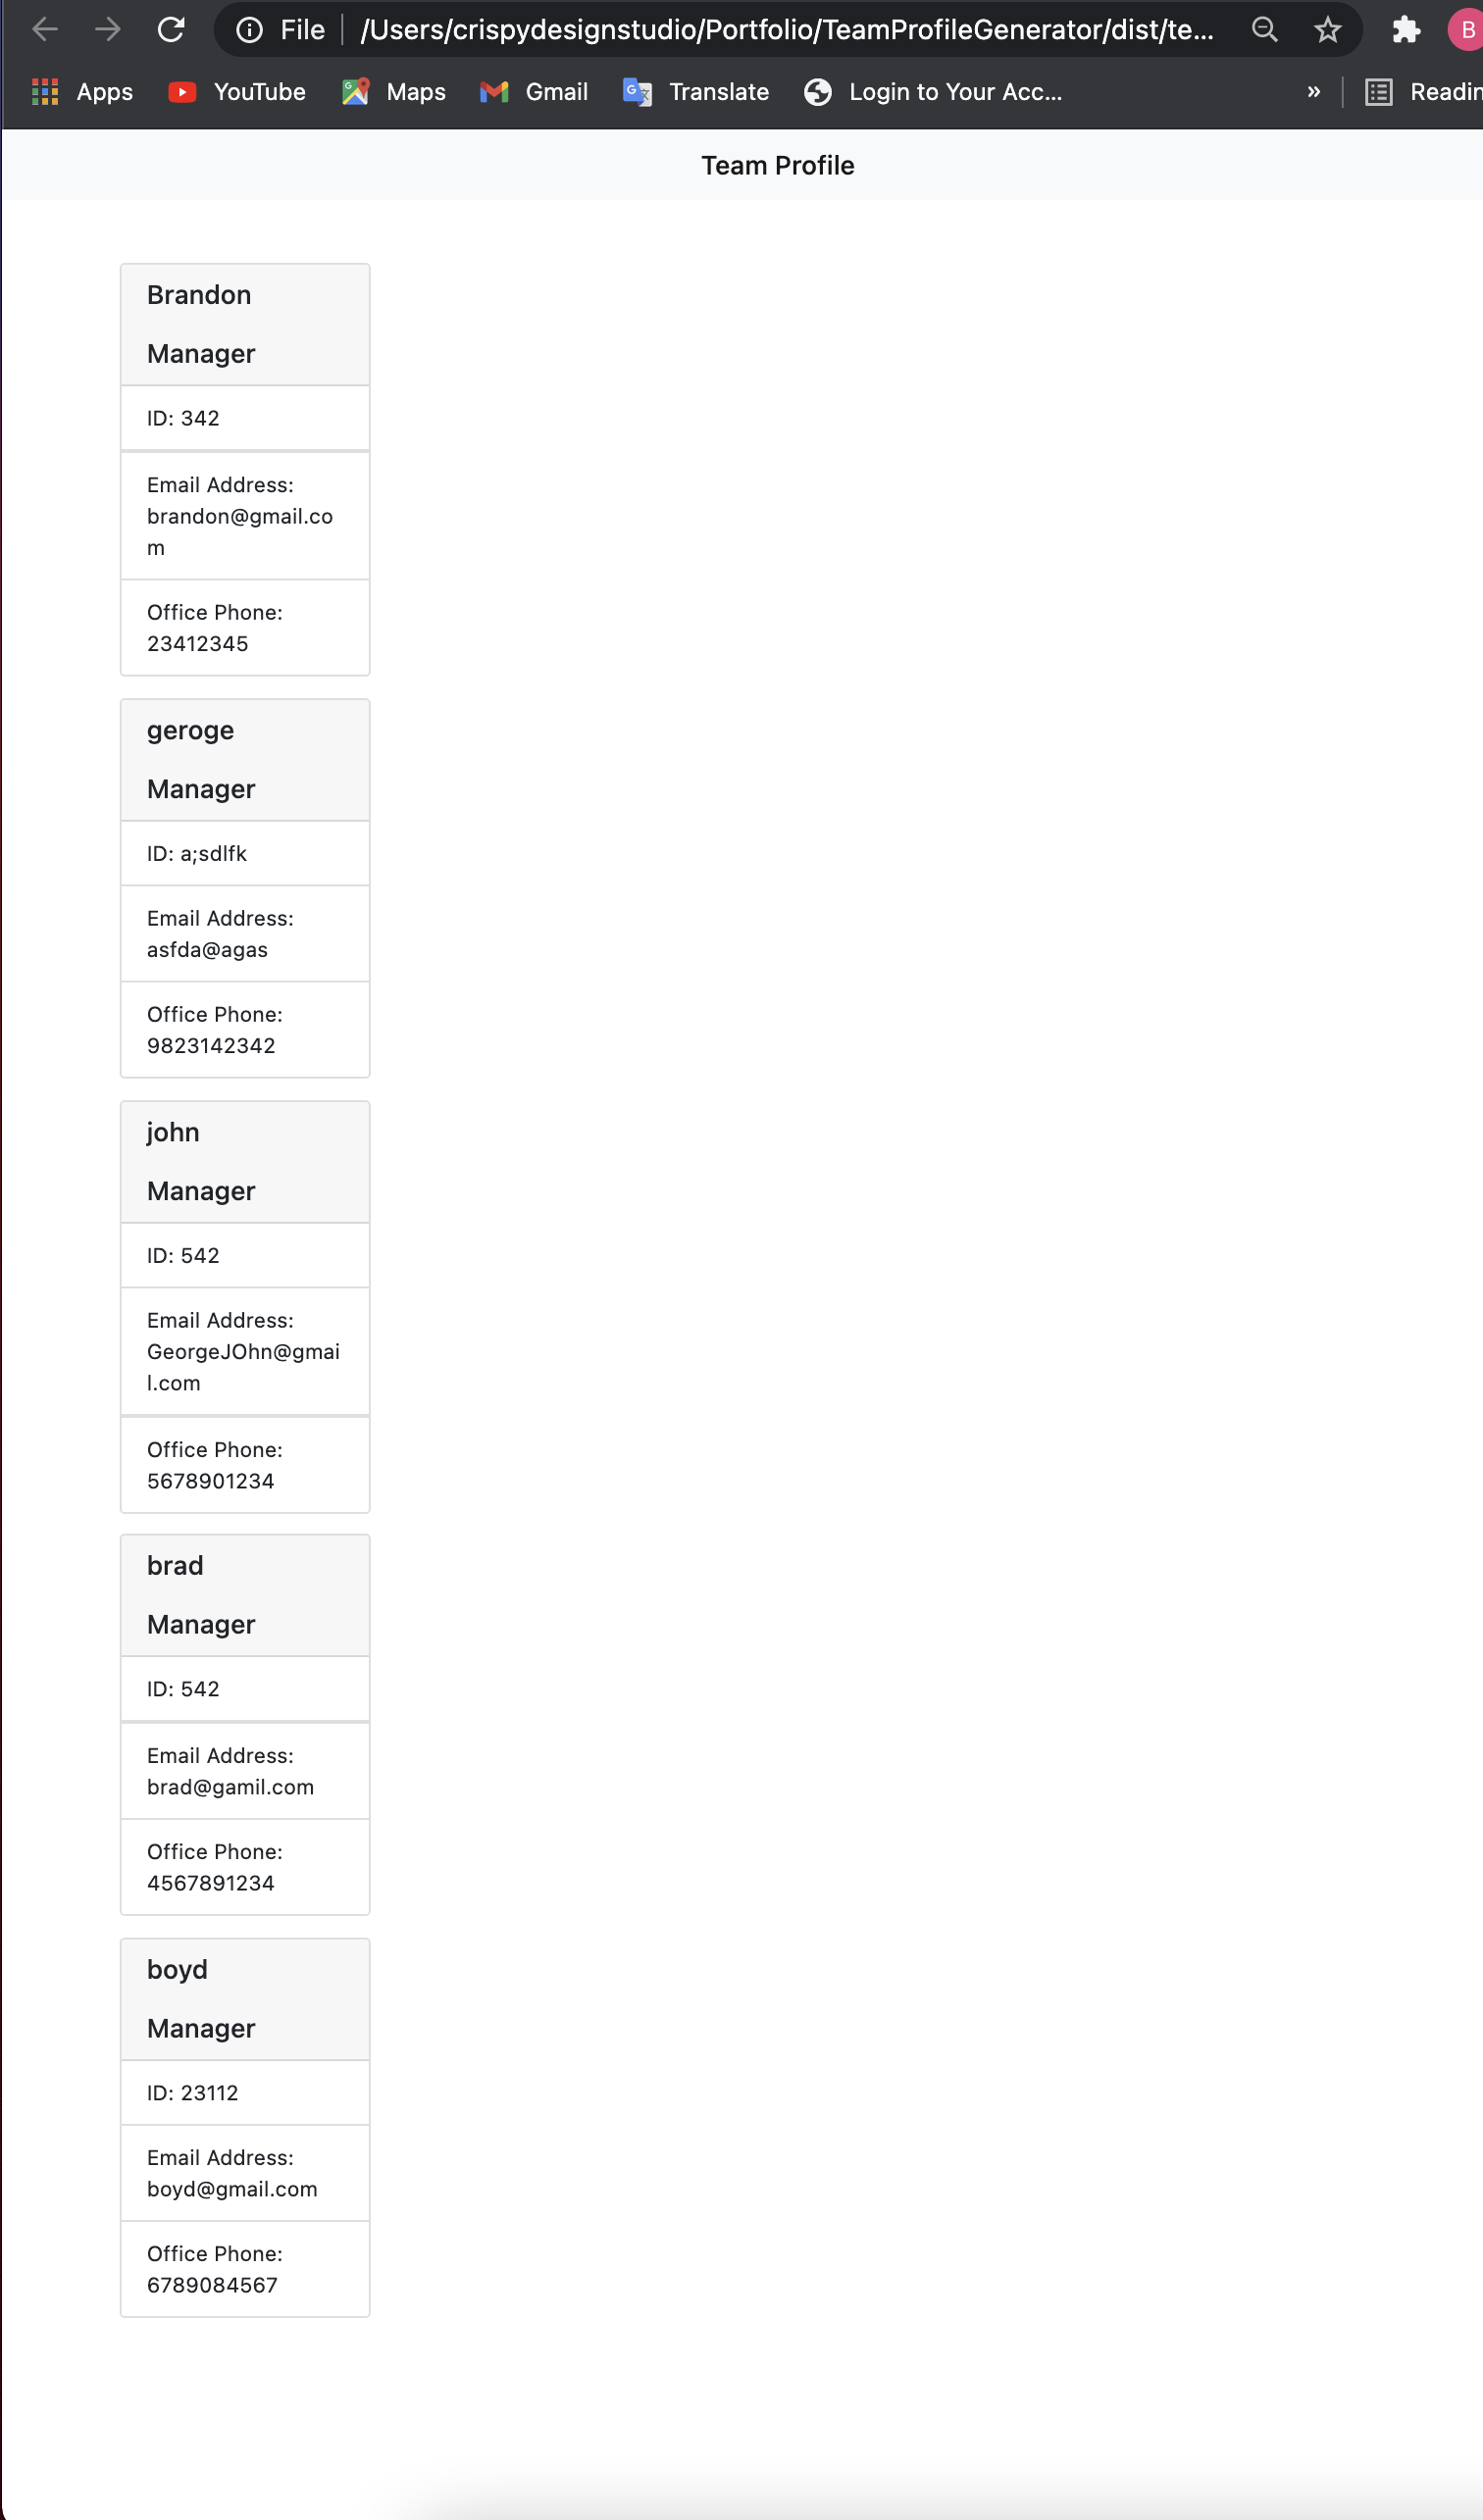 File /Users/crispydesignstudio/Portfolio/TeamProfileGenerator/dist/te... B
Apps YouTube Maps Gmail Translate Login to Your Acc... » Readin
Team Profile
Brandon
Manager
ID: 342
Email Address:
brandon@gmail.co
m
Office Phone:
23412345
geroge
Manager
ID: a;sdlfk
Email Address:
asfda@agas
Office Phone:
9823142342
john
Manager
ID: 542
Email Address:
GeorgeJOhn@gmai
l.com
Office Phone:
5678901234
brad
Manager
ID: 542
Email Address:
brad@gamil.com
Office Phone:
4567891234
boyd
Manager
ID: 23112
Email Address:
boyd@gmail.com
Office Phone:
6789084567